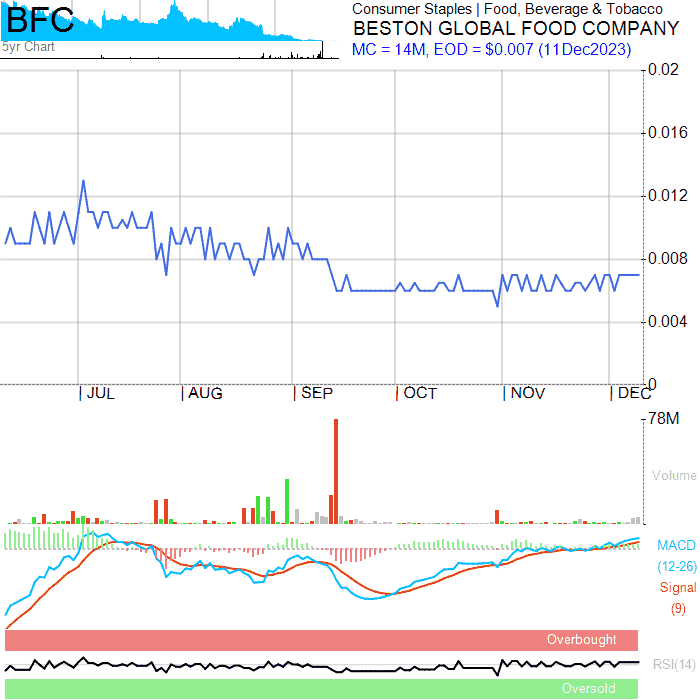 BFC
5yr Chart
Consumer Staples | Food, Beverage & Tobacco
BESTON GLOBAL FOOD COMPANY
MC = 14M, EOD = $0.007 (11Dec2023)
0.02
0.016
0.012
0.008
0.004
0
JUL AUG SEP OCT NOV DEC
78M
Volume
MACD
(12-26)
Signal
(9)
Overbought
RSI(14)
Oversold